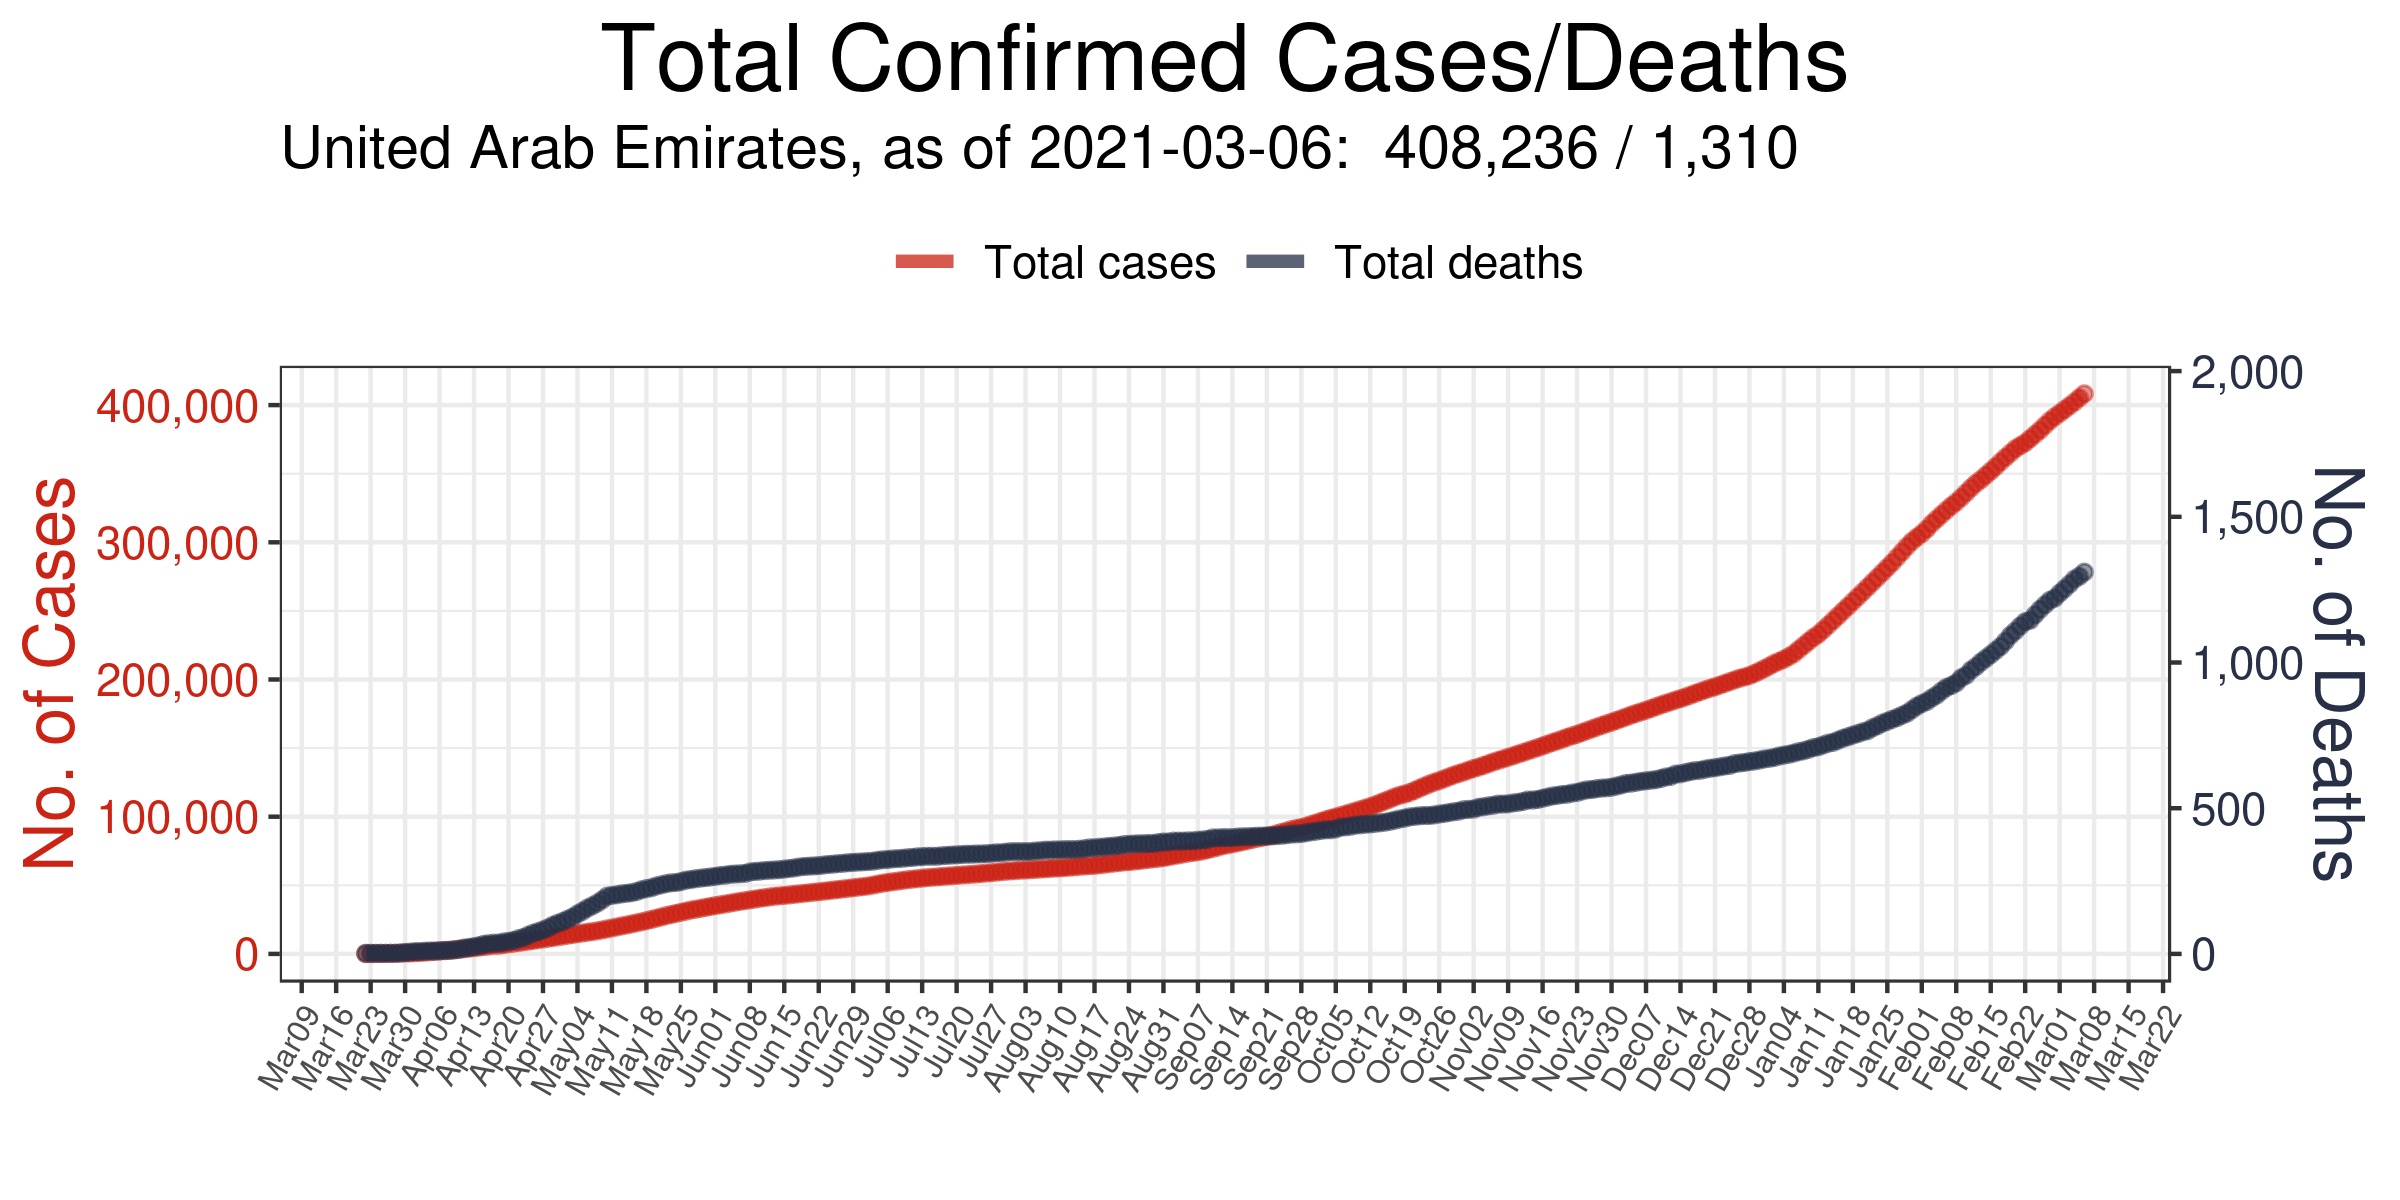 Total Confirmed Cases/Deaths
United Arab Emirates, as of 2021-03-06:  408,236 / 1,310
Total cases
Total deaths
No. of Cases
400,000
300,000
200,000
100,000
0
2,000
1,500
1,000
500
0
No. of Deaths
Mar09
Mar16
Mar23
Mar30
Apr06
Apr13
Apr20
Apr27
May04
May11
May18
May25
Jun01
Jun08
Jun15
Jun22
Jun29
Jul06
Jul13
Jul20
Jul27
Aug03
Aug10
Aug17
Aug24
Aug31
Sep07
Sep14
Sep21
Sep28
Oct05
Oct12
Oct19
Oct26
Nov02
Nov09
Nov16
Nov23
Nov30
Dec07
Dec14
Dec21
Dec28
Jan04
Jan11
Jan18
Jan25
Feb01
Feb08
Feb15
Feb22
Mar01
Mar08
Mar15
Mar22